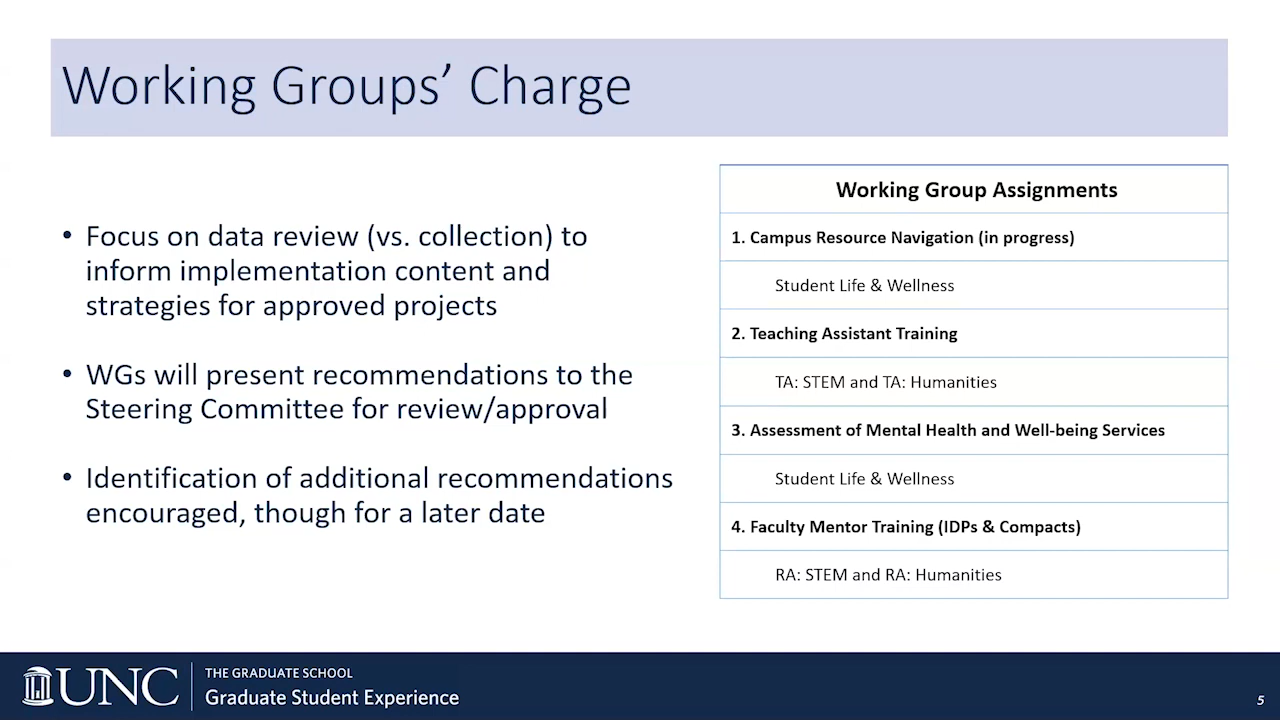 Working Groups’ Charge
• Focus on data review (vs. collection) to
inform implementation content and
strategies for approved projects
• WGs will present recommendations to the
Steering Committee for review/approval
• Identification of additional recommendations
encouraged, though for a later date
Working Group Assignments
1. Campus Resource Navigation (in progress)
Student Life & Wellness
2. Teaching Assistant Training
TA: STEM and TA: Humanities
3. Assessment of Mental Health and Well-being Services
Student Life & Wellness
4. Faculty Mentor Training (IDPs & Compacts)
RA: STEM and RA: Humanities
UNC
THE GRADUATE SCHOOL
Graduate Student Experience
5